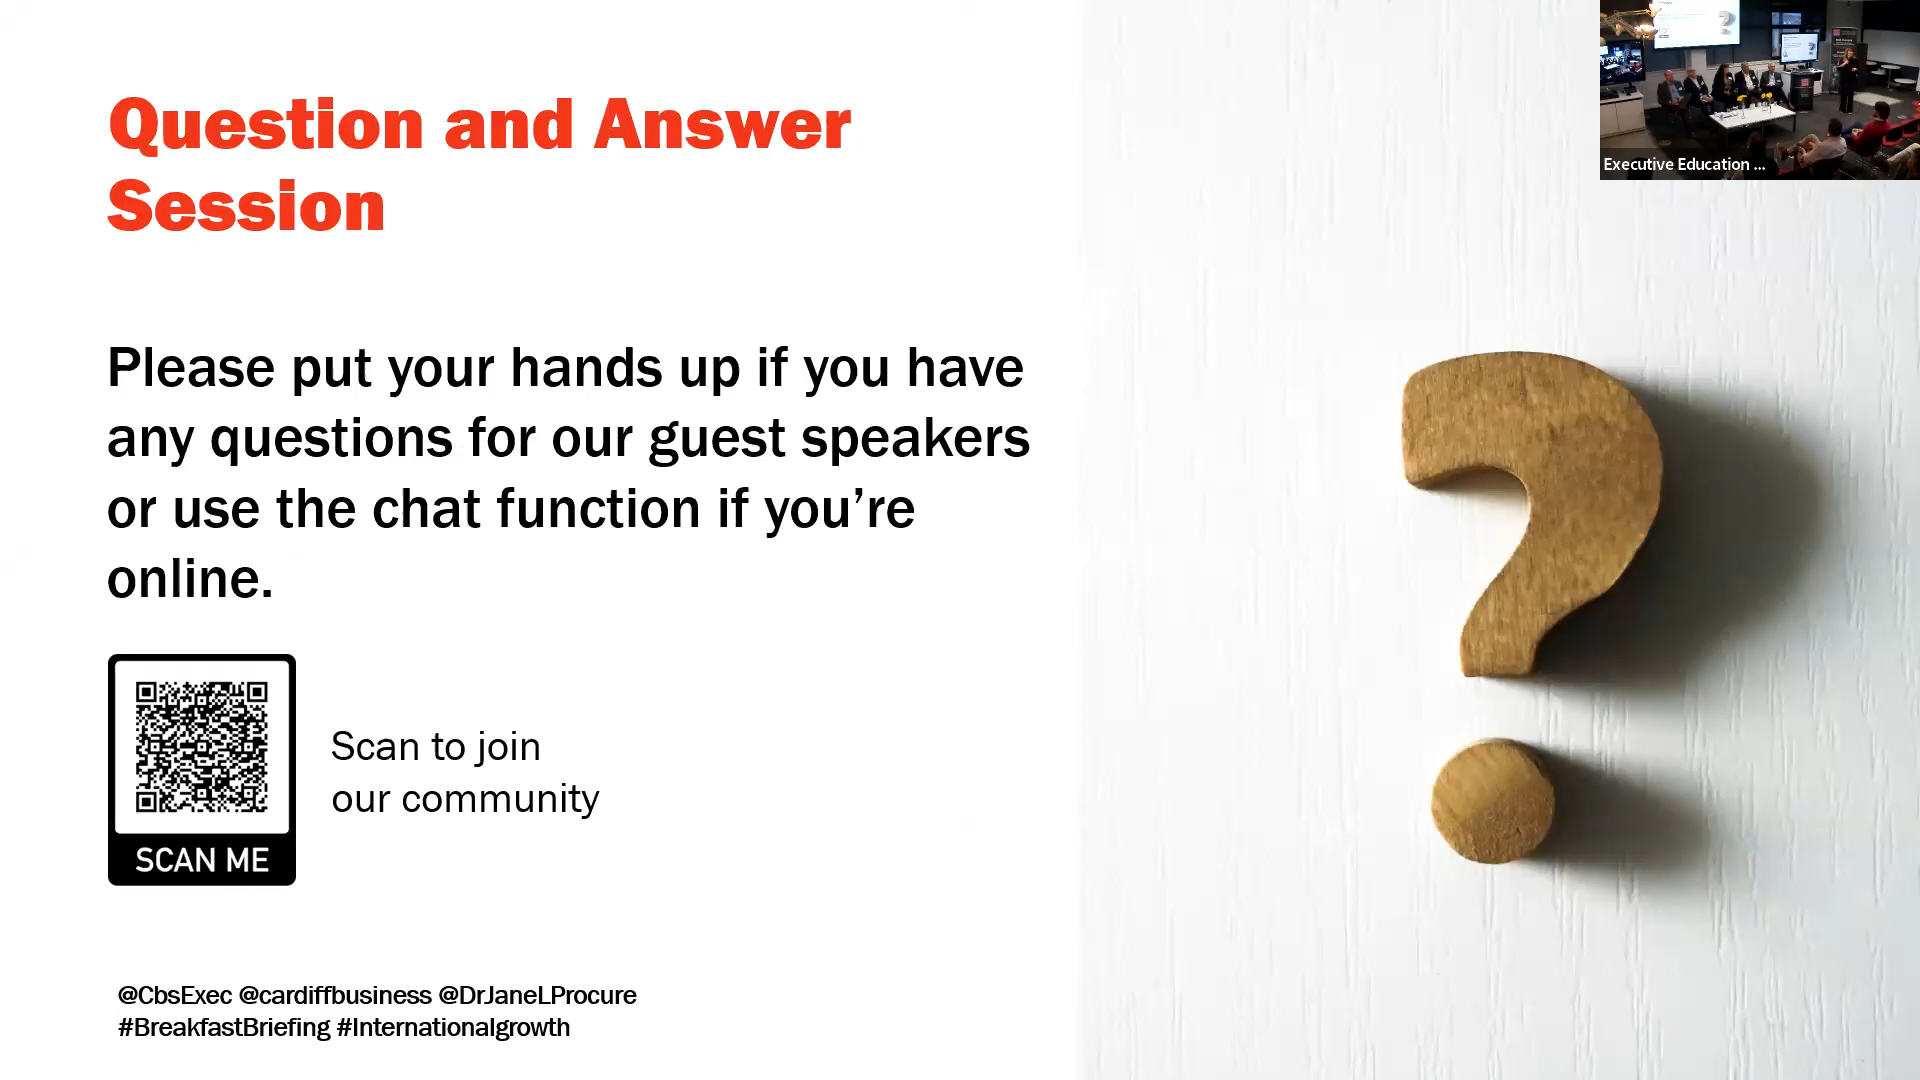 Question and Answer
Session
Please put your hands up if you have
any questions for our guest speakers
or use the chat function if you’re
online.
SCAN ME
Scan to join
our community
@CbsExec @cardiffbusiness @DrJaneLProcure
#BreakfastBriefing #Internationalgrowth
Executive Education ...